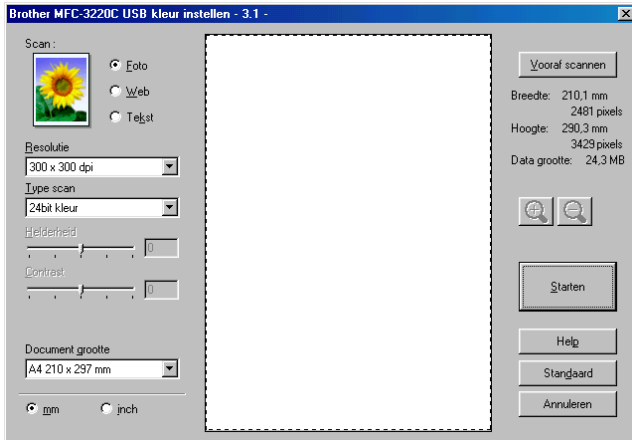 Brother MFC-3220C USB kleur instellen - 3.1 -
Scan :
Foto
Web
Tekst
Resolutie
300 x 300 dpi
Type scan
24bit kleur
Helderheid
0
Contrast
0
Document grootte
A4 210 x 297 mm
mm
inch
Vooraf scannen
Breedte: 210,1 mm
2481 pixels
Hoogte: 290,3 mm
3429 pixels
Data grootte: 24,3 MB
Starten
Help
Standaard
Annuleren